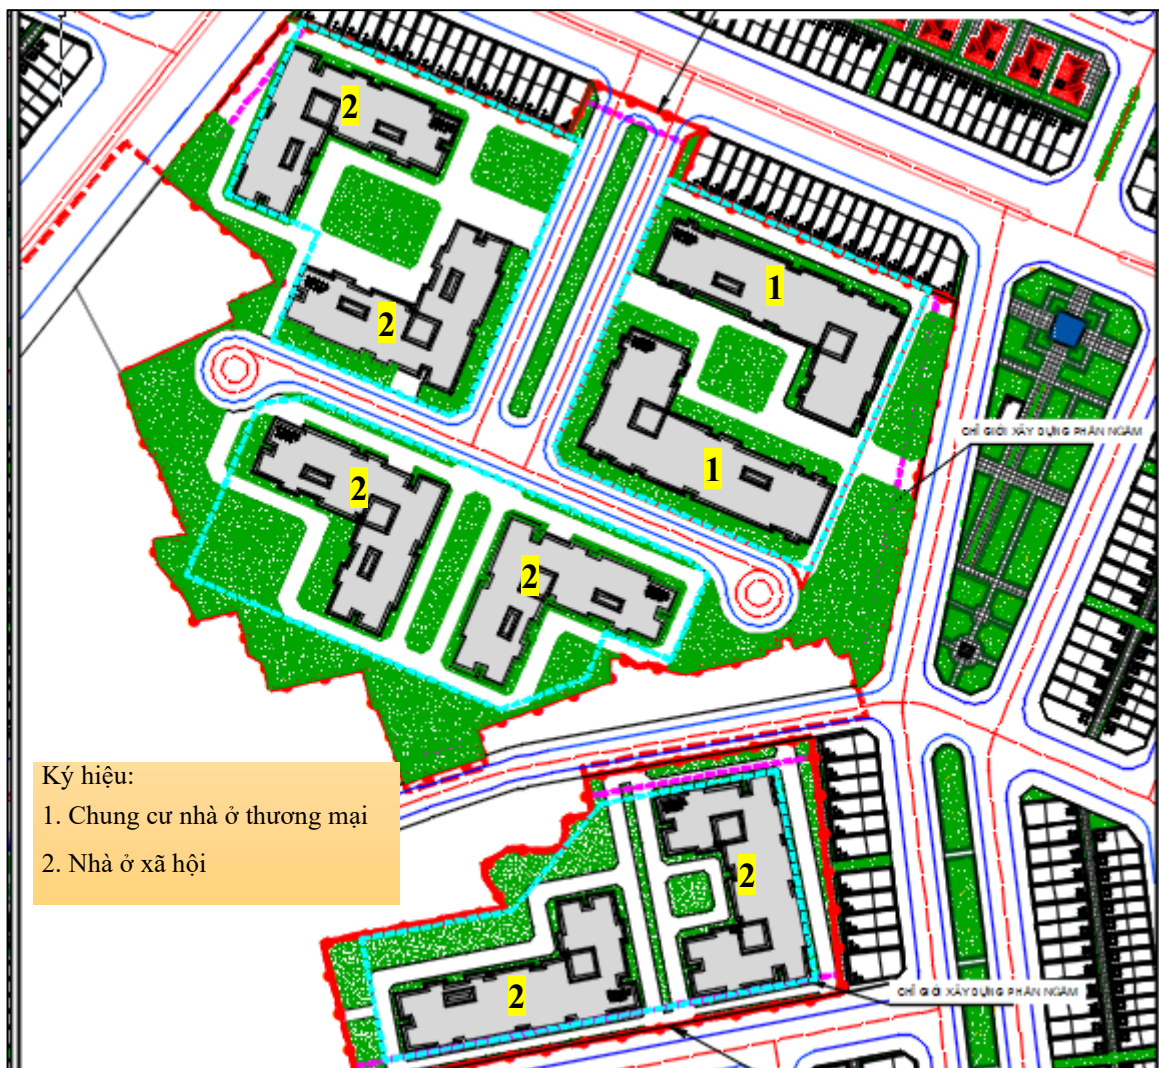 2
1
2
CHỈ GIỚI XÂY DỰNG PHẦN NGẦM
1
2
2
Ký hiệu:
1. Chung cư nhà ở thương mại
2. Nhà ở xã hội
2
2
CHỈ GIỚI XÂY DỰNG PHẦN NGẦM